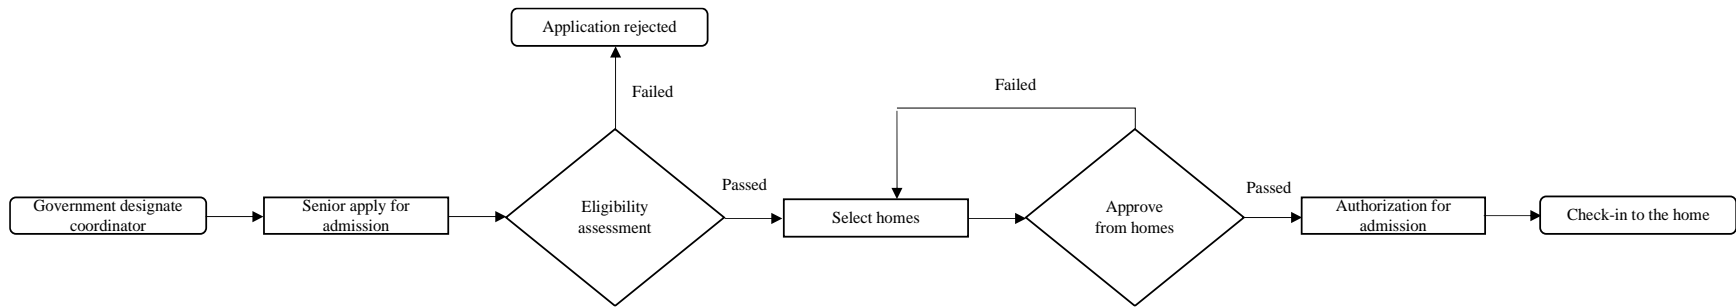 Application rejected
Failed
Failed
Passed
Passed
Government designate
coordinator
Senior apply for
admission
Eligibility
assessment
Select homes
Approve
from homes
Authorization for
admission
Check-in to the home